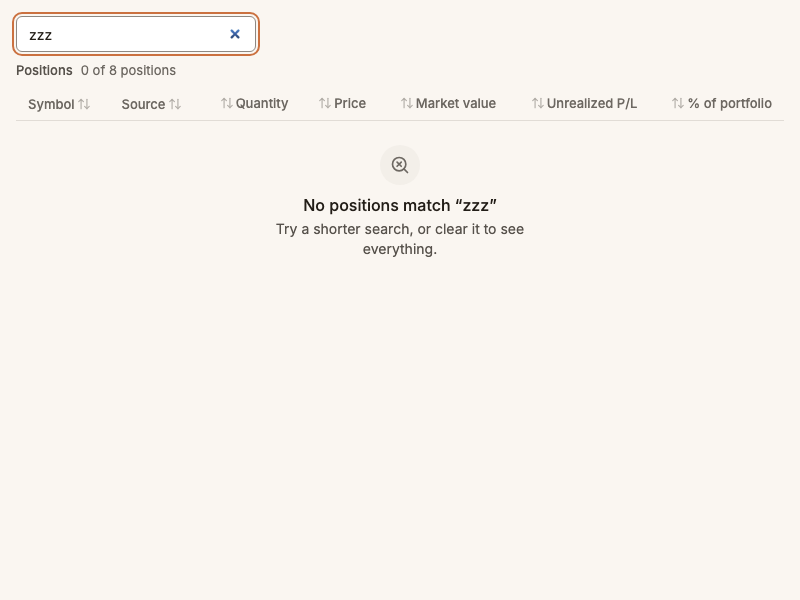 zzz
Positions 0 of 8 positions
Symbol Source Quantity Price Market value Unrealized P/L % of portfolio
No positions match “zzz”
Try a shorter search, or clear it to see
everything.